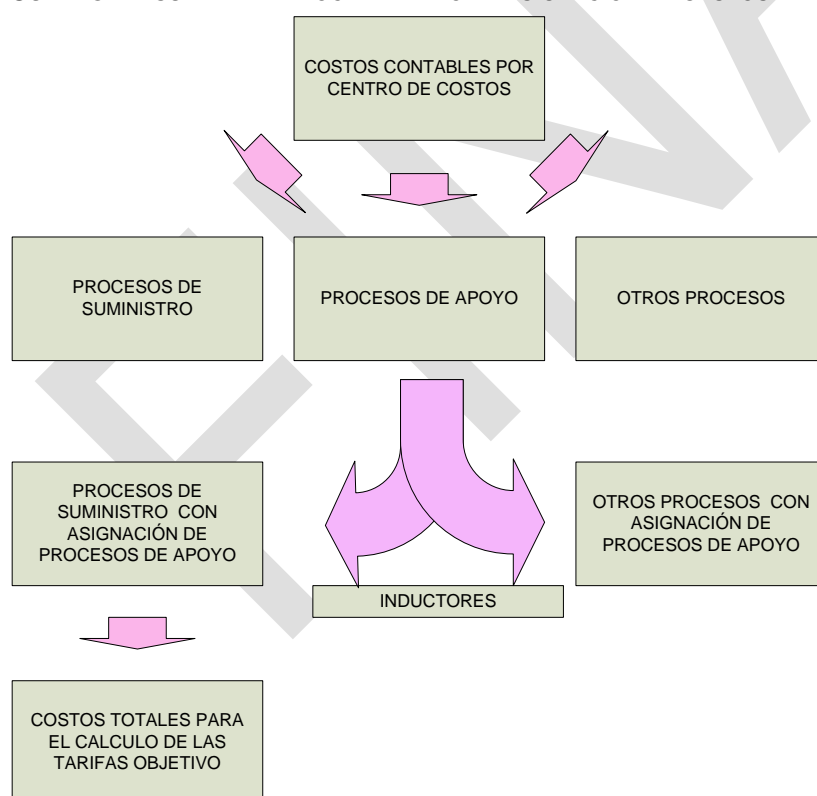 COSTOS CONTABLES POR
CENTRO DE COSTOS
PROCESOS DE
SUMINISTRO
PROCESOS DE APOYO
OTROS PROCESOS
PROCESOS DE
SUMINISTRO CON
ASIGNACIÓN DE
PROCESOS DE APOYO
OTROS PROCESOS CON
ASIGNACIÓN DE
PROCESOS DE APOYO
INDUCTORES
COSTOS TOTALES PARA
EL CALCULO DE LAS
TARIFAS OBJETIVO